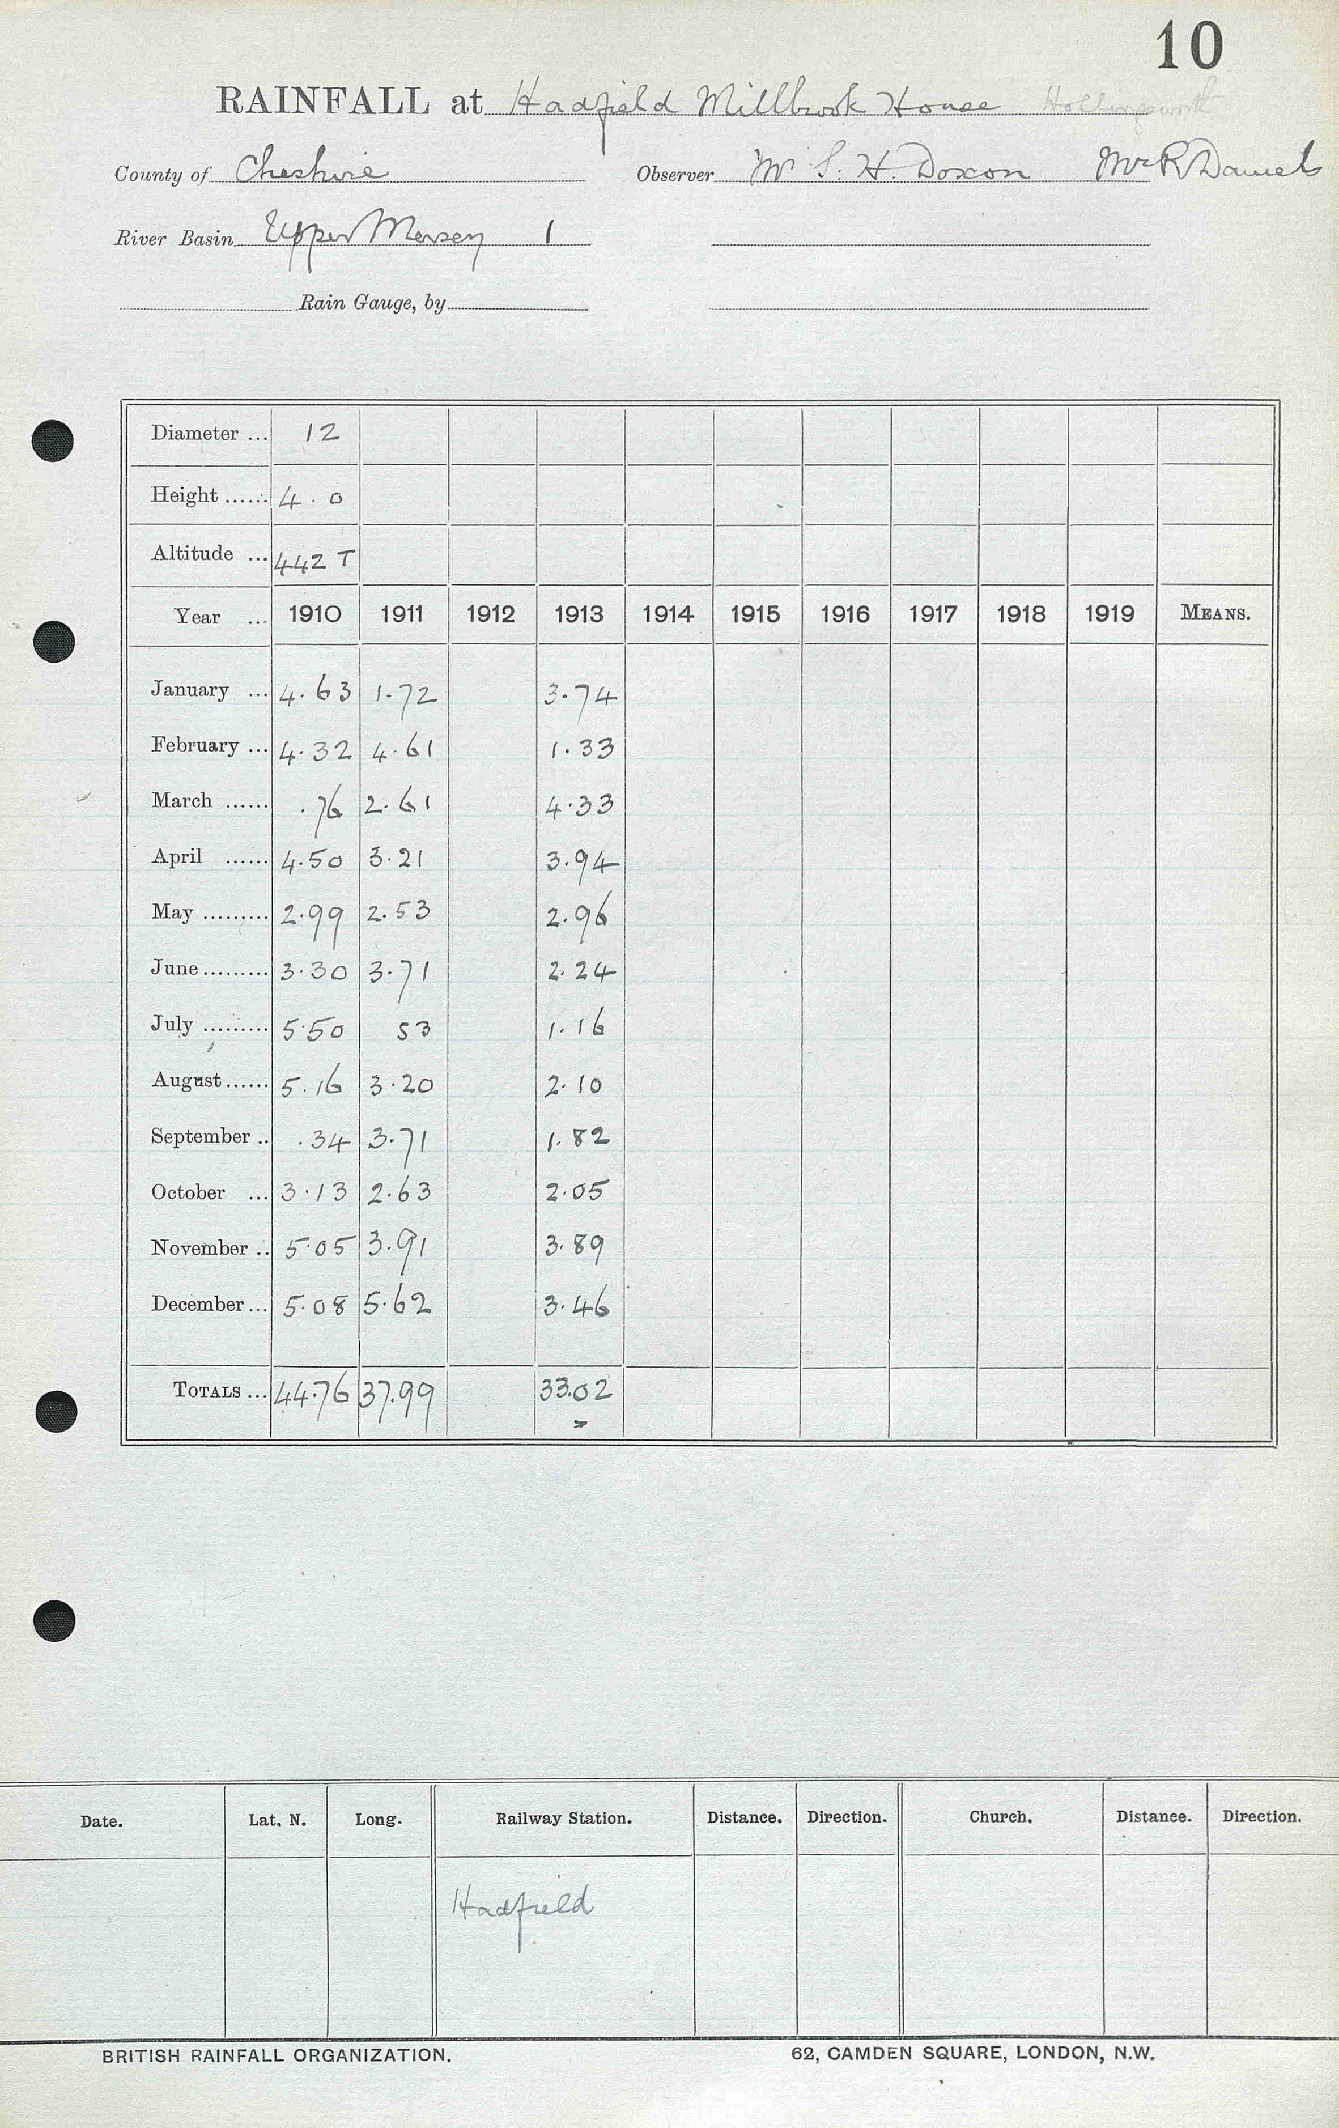 10
RAINFALL at Hadfield Millbrook House Hollingworth
County of Cheshire Observer Mr S. H. Doxon Mr R Daniels
River Basin Upper Mersey 1
Rain Gauge, by
Diameter ... 12
Height ...... 4 . 0
Altitude ... 442 T
Year ... 1910 1911 1912 1913 1914 1915 1916 1917 1918 1919 MEANS.
January ... 4.63 1.72 3.74
February ... 4.32 4.61 1.33
March ...... .76 2.61 4.33
April ...... 4.50 3.21 3.94
May ......... 2.99 2.53 2.96
June ......... 3.30 3.71 2.24
July ......... 5.50 53 1.16
August ...... 5.16 3.20 2.10
September .. .34 3.71 1.82
October ... 3.13 2.63 2.05
November .. 5.05 3.91 3.89
December ... 5.08 5.62 3.46
TOTALS ... 44.76 37.99 33.02
Date. Lat. N. Long. Railway Station. Distance. Direction. Church. Distance. Direction.
Hadfield
BRITISH RAINFALL ORGANIZATION. 62, CAMDEN SQUARE, LONDON, N.W.